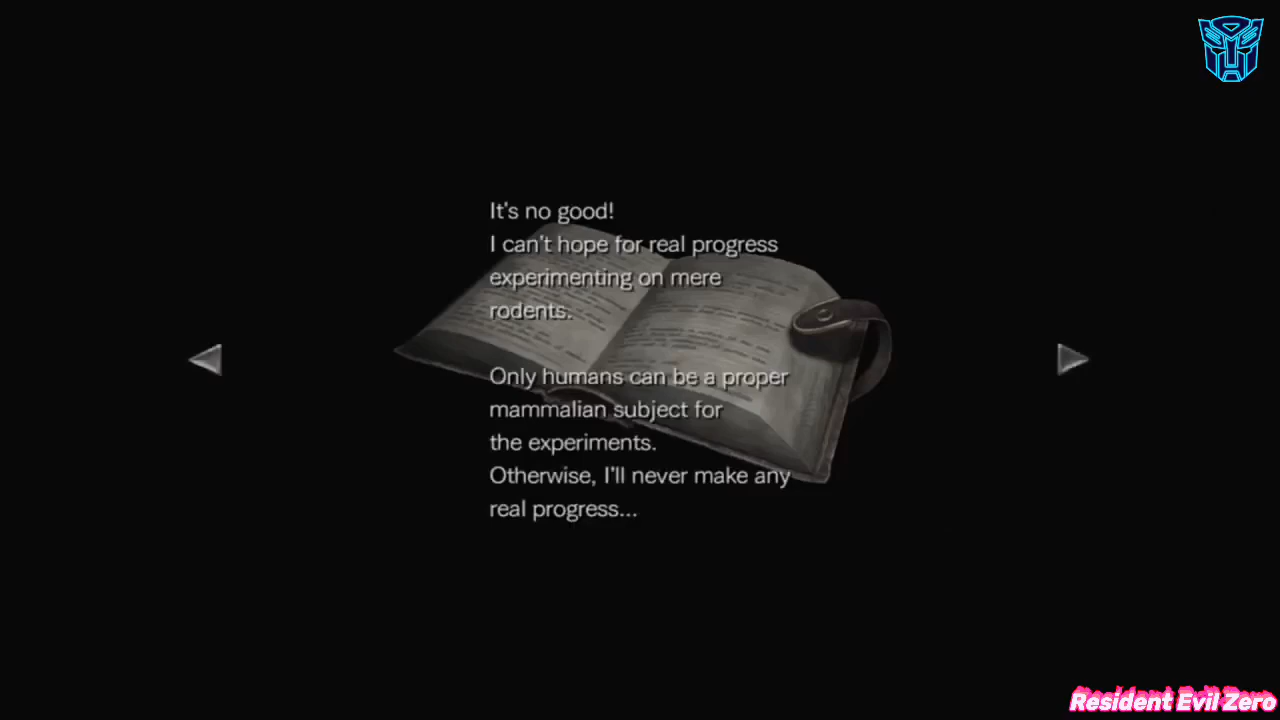 It's no good!
I can't hope for real progress
experimenting on mere
rodents.
Only humans can be a proper
mammalian subject for
the experiments.
Otherwise, I'll never make any
real progress...
Resident Evil Zero